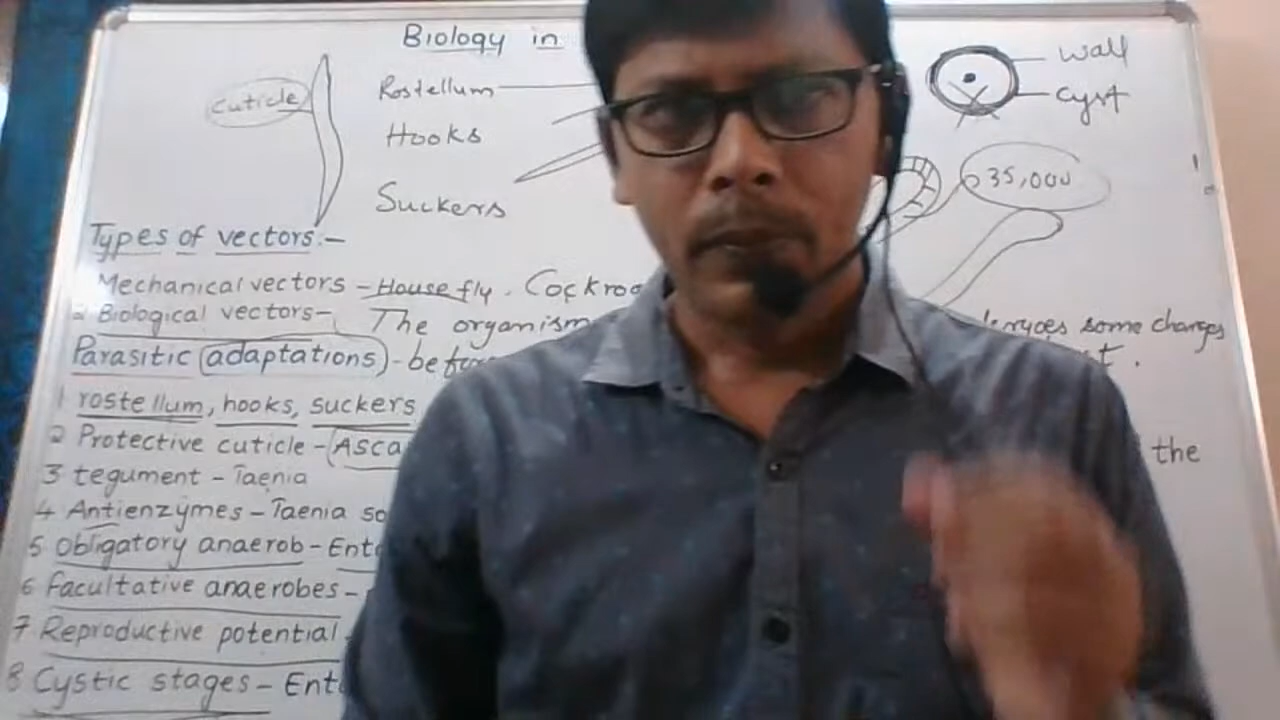 Biology in
Wall
Cyst
Cuticle
Rostellum
Hooks
Suckers
35,000
Types of vectors:-
Mechanical vectors - House fly. Cockroa
2 Biological vectors- The organism some changes
Parasitic (adaptations) - before
1 rostellum, hooks, suckers
2 Protective cuticle - (Asca the
3 tegument - Taenia
4 Antienzymes - Taenia so
5 Obligatory anaerob - Ent
6 Facultative anaerobes -
7 Reproductive potential
8 Cystic stages - Ent